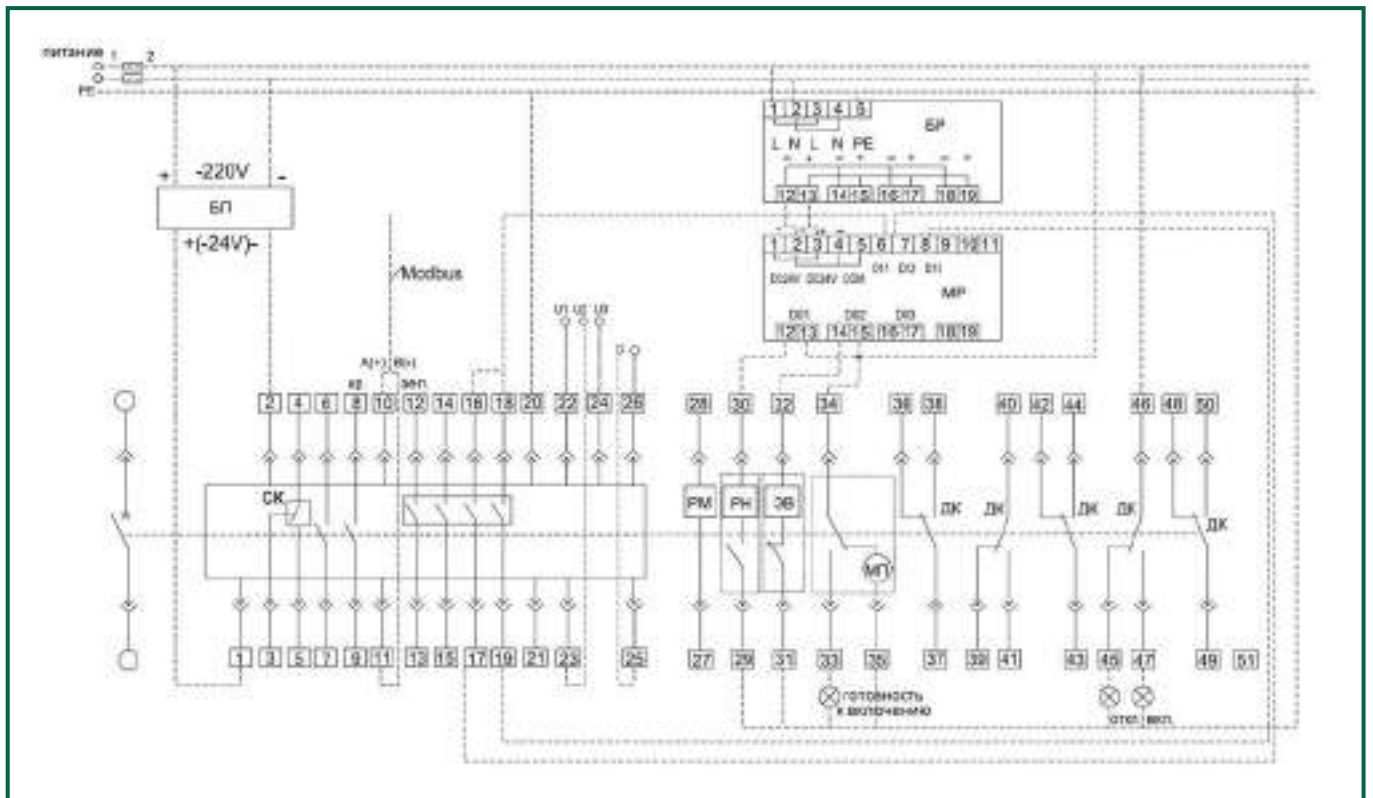 питание 1 2
PE
1 2 3 4 5
БР
L N L N PE
- + - + - + - +
12 13 14 15 16 17 18 19
+ -220V -
БП
+(-24V)-
Modbus
1 2 3 4 5 6 7 8 9 10 11
DC24V DC24V COM DI1
МР
DO1 DO2 DO3
12 13 14 15 16 17 18 19
U1 U2 U3
A(+) B(-)
кр зел.
2 4 6 8 10 12 14 16 18 20 22 24 26 28 30 32 34 36 38 40 42 44 46 48 50
СК
РМ РН ЭВ
МП
ДК ДК ДК ДК ДК
1 3 5 7 9 11 13 15 17 19 21 23 25 27 29 31 33 35 37 39 41 43 45 47 49 51
готовность
к включению
откл. вкл.